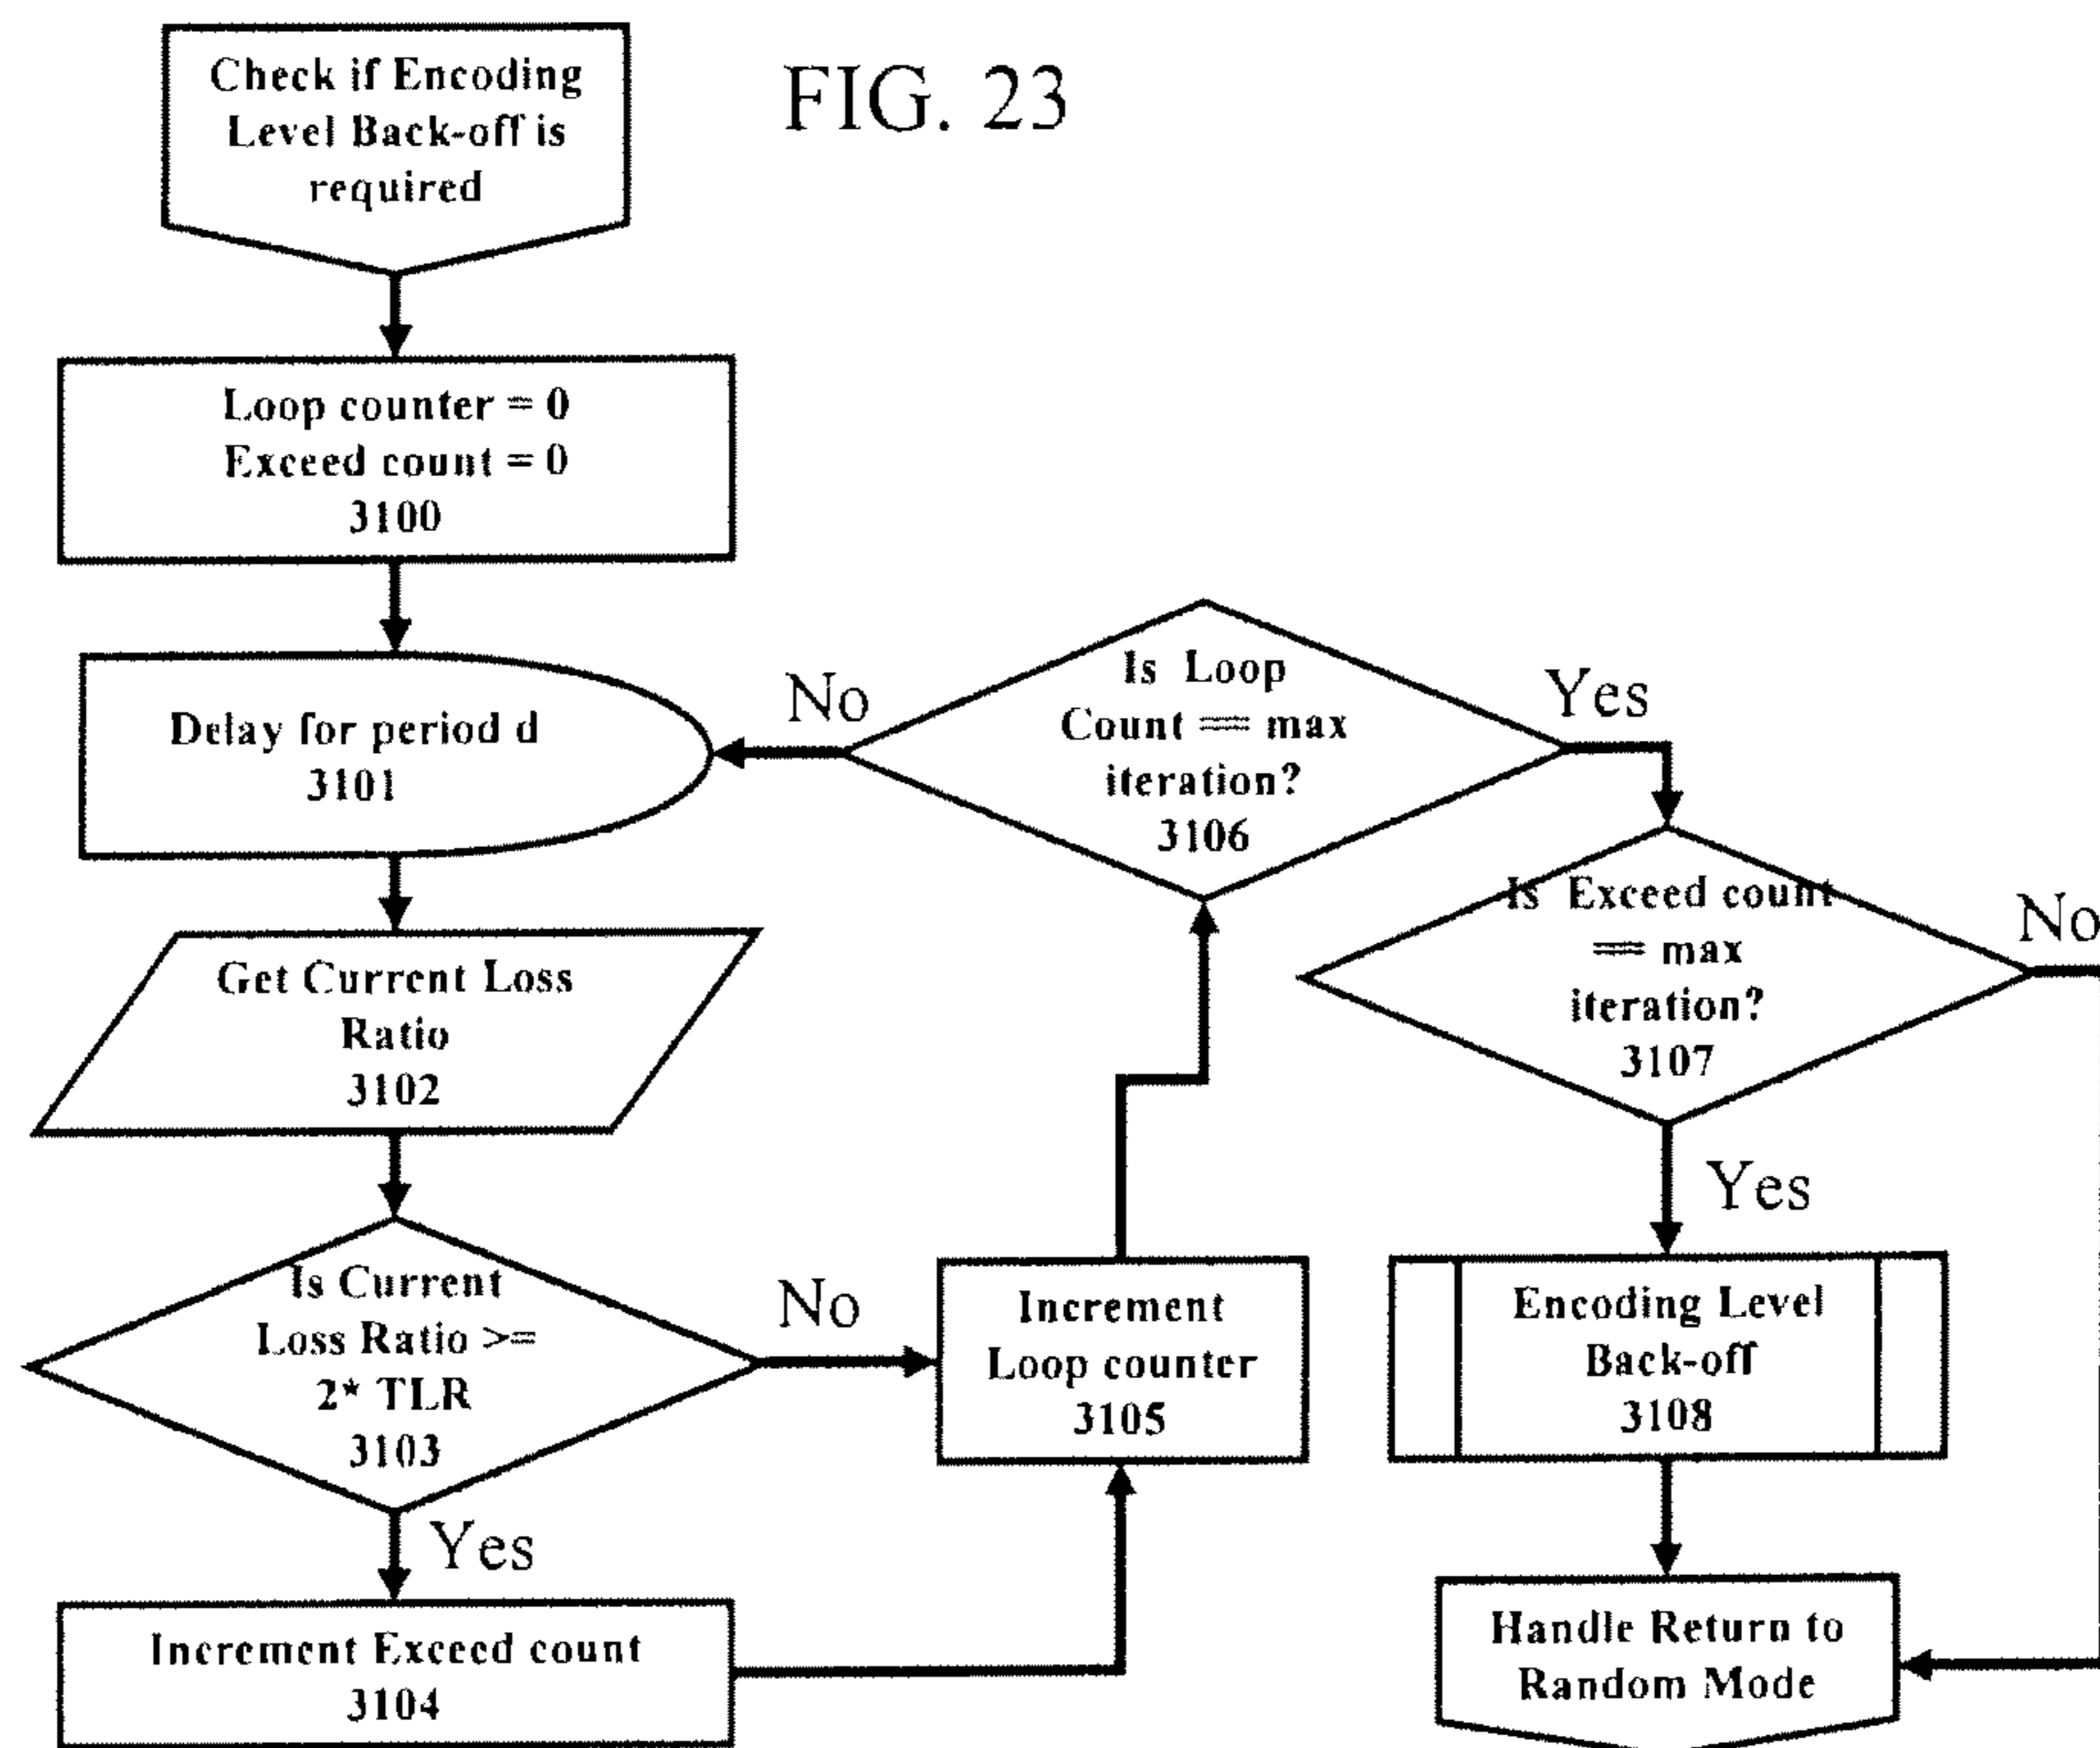 Check if Encoding
Level Back-off is
required
FIG. 23
Loop counter = 0
Exceed count = 0
3100
Delay for period d
3101
Get Current Loss
Ratio
3102
Is Current
Loss Ratio >=
2* TLR
3103
No
Yes
Increment Exceed count
3104
Increment
Loop counter
3105
Is Loop
Count == max
iteration?
3106
No
Yes
Is Exceed count
== max
iteration?
3107
No
Yes
Encoding Level
Back-off
3108
Handle Return to
Random Mode